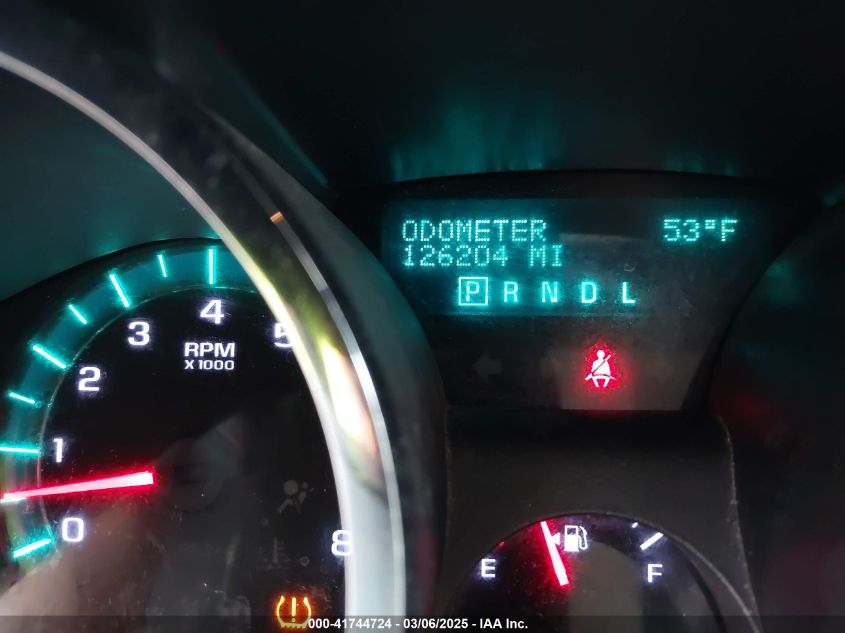 ODOMETER 53°F
126204 MI
P R N D L
4
3 5
RPM
X1000
2
1
0
8
E F
000-41744724 - 03/06/2025 - IAA Inc.